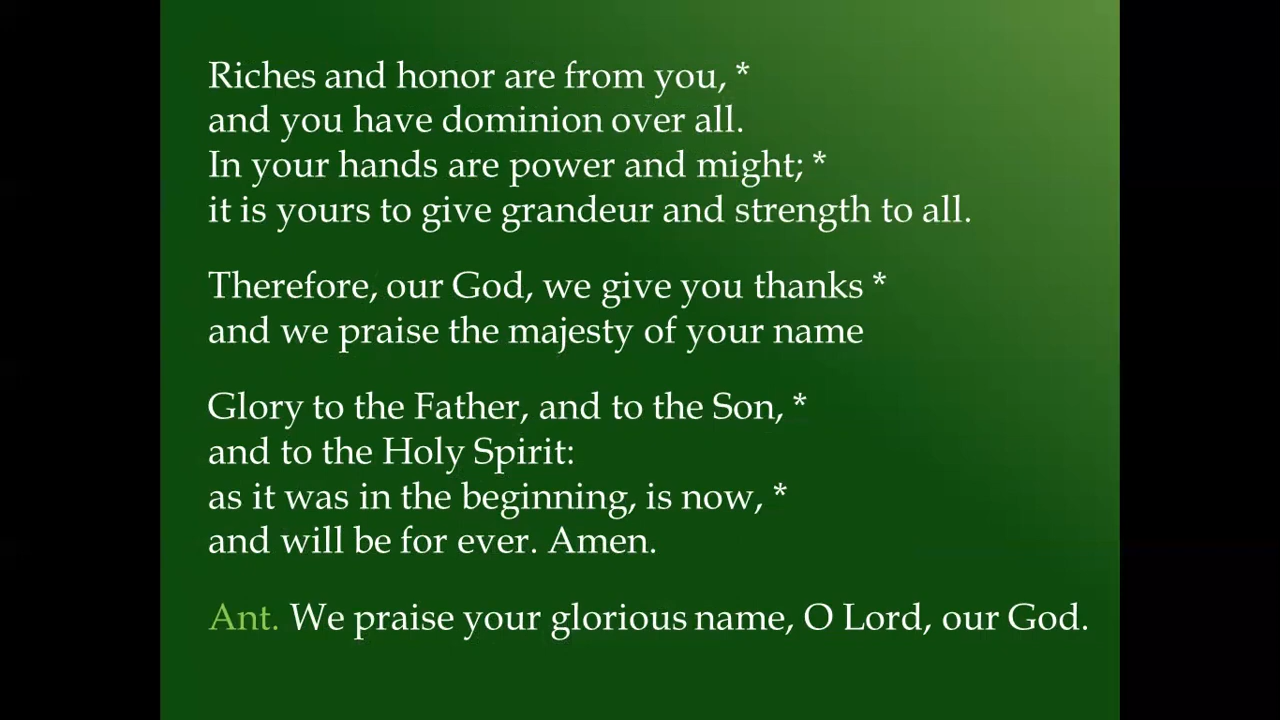 Riches and honor are from you, *
and you have dominion over all.
In your hands are power and might; *
it is yours to give grandeur and strength to all.
Therefore, our God, we give you thanks *
and we praise the majesty of your name
Glory to the Father, and to the Son, *
and to the Holy Spirit:
as it was in the beginning, is now, *
and will be for ever. Amen.
Ant. We praise your glorious name, O Lord, our God.